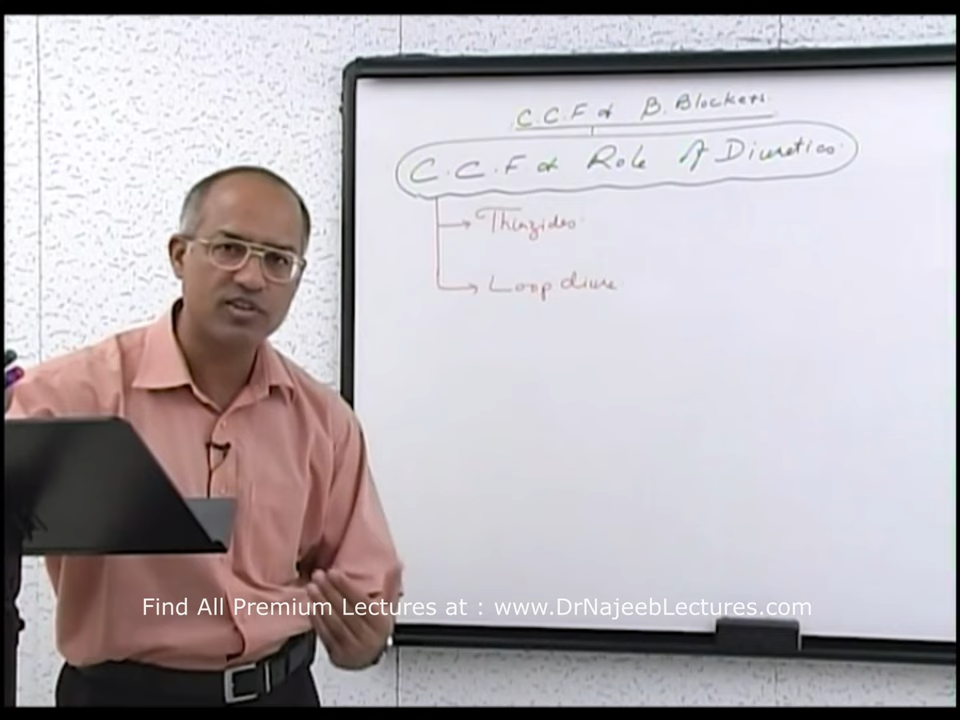 C.C.F & B. Blockers
C.C.F & Role of Diuretics
Thiazides
Loop diure
Find All Premium Lectures at : www.DrNajeebLectures.com